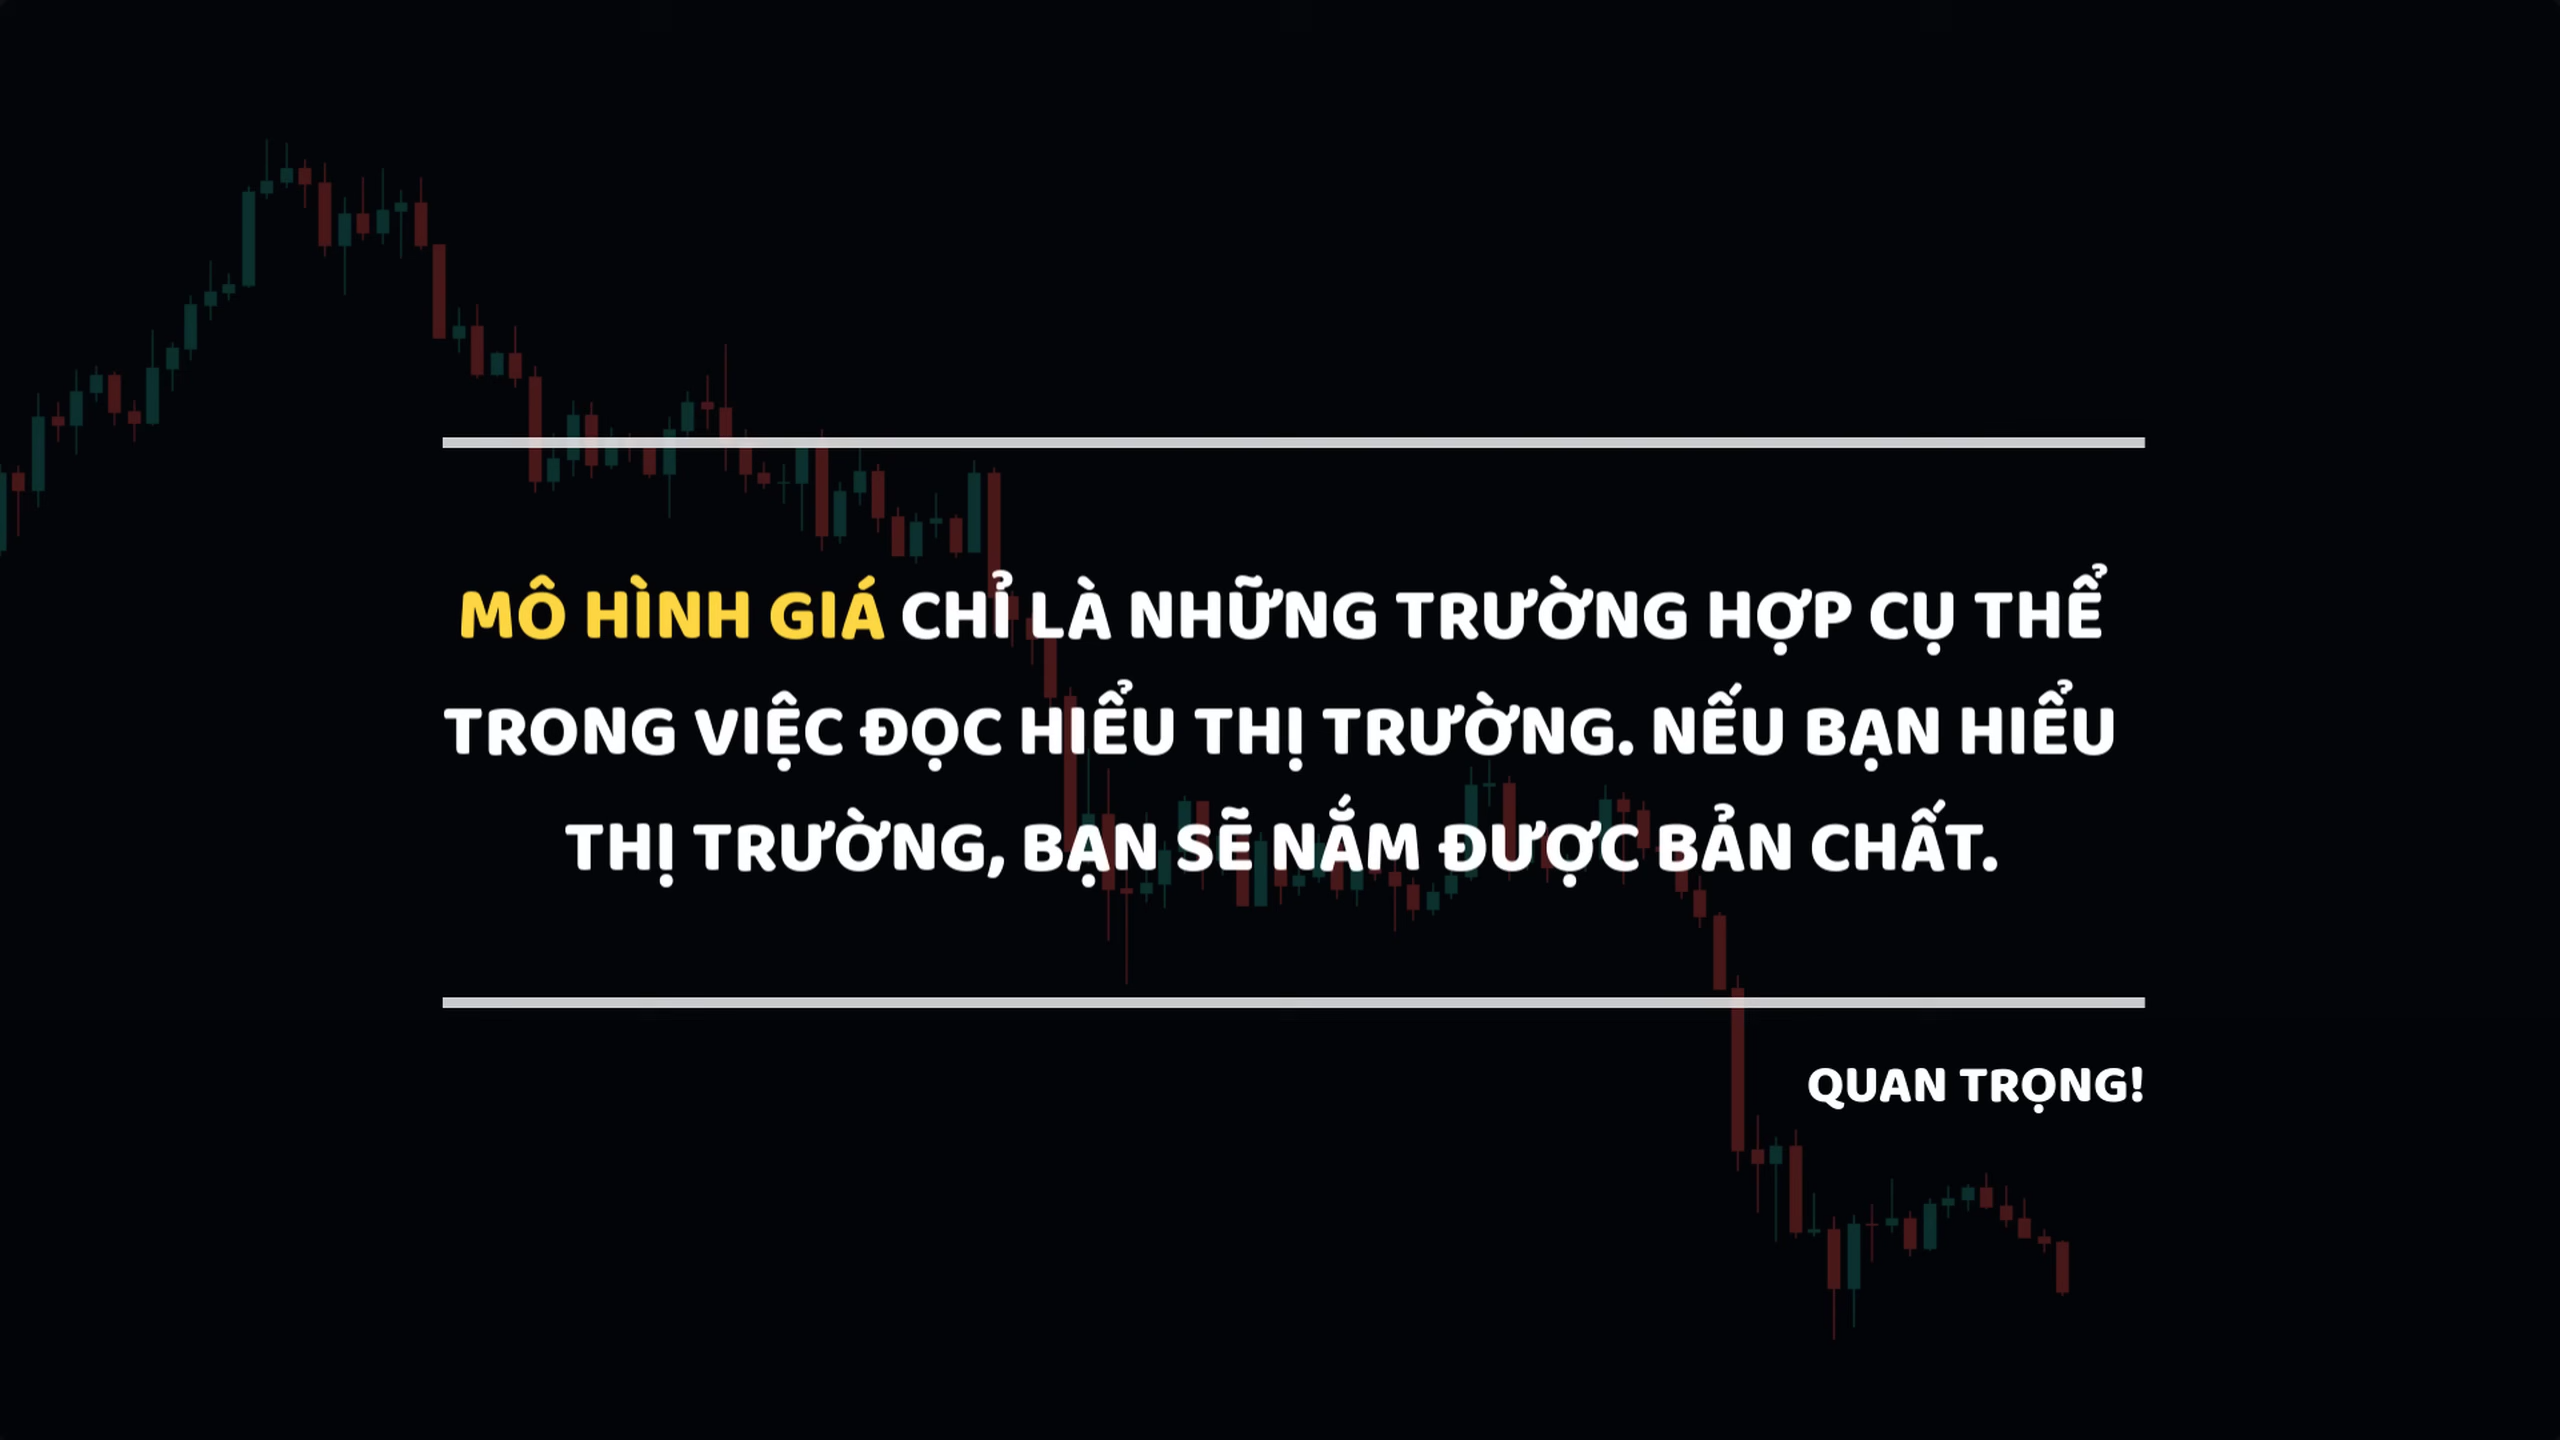 MÔ HÌNH GIÁ CHỈ LÀ NHỮNG TRƯỜNG HỢP CỤ THỂ
TRONG VIỆC ĐỌC HIỂU THỊ TRƯỜNG. NẾU BẠN HIỂU
THỊ TRƯỜNG, BẠN SẼ NẮM ĐƯỢC BẢN CHẤT.
QUAN TRỌNG!